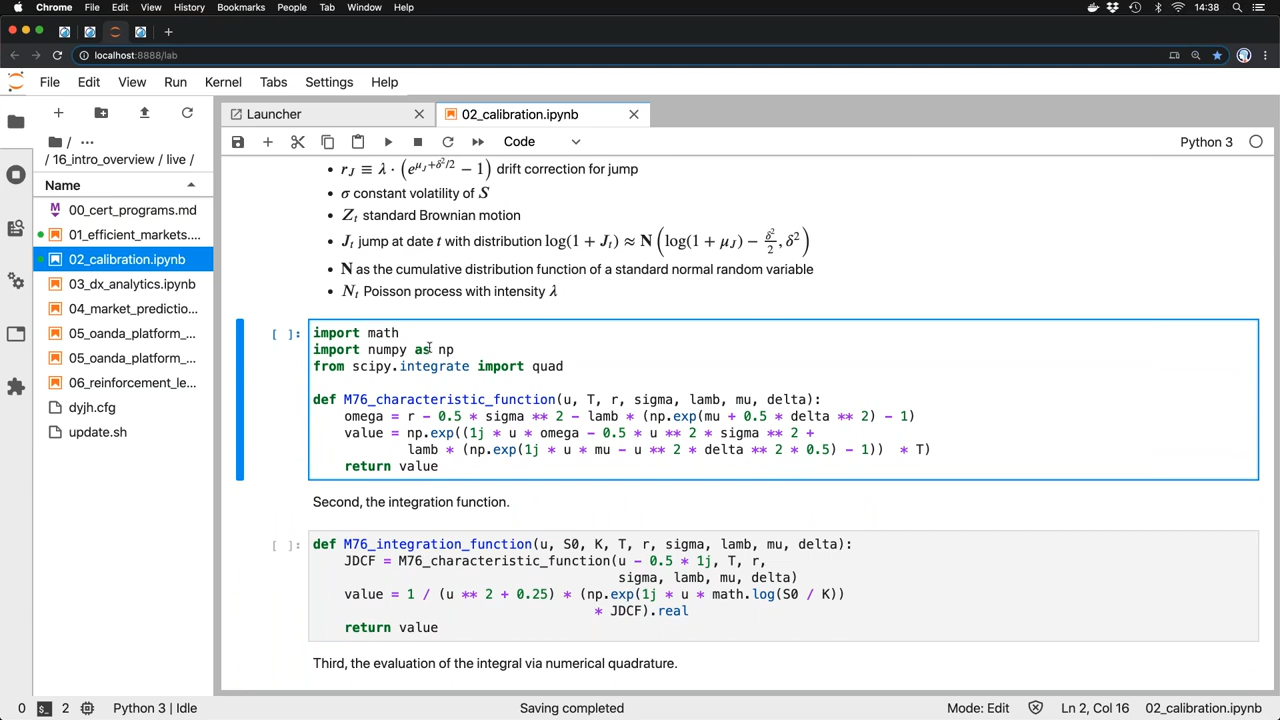 Chrome File Edit View History Bookmarks People Tab Window Help 14:38
localhost:8888/lab
File Edit View Run Kernel Tabs Settings Help
Launcher
02_calibration.ipynb
Code
Python 3
/ ...
/ 16_intro_overview / live /
Name
00_cert_programs.md
01_efficient_markets....
02_calibration.ipynb
03_dx_analytics.ipynb
04_market_predictio...
05_oanda_platform_...
05_oanda_platform_...
06_reinforcement_le...
dyjh.cfg
update.sh
• r_J ≡ λ · (e^{μ_J+δ²/2} − 1) drift correction for jump
• σ constant volatility of S
• Z_t standard Brownian motion
• J_t jump at date t with distribution log(1 + J_t) ≈ N(log(1 + μ_J) − δ²/2, δ²)
• N as the cumulative distribution function of a standard normal random variable
• N_t Poisson process with intensity λ
[ ]:
import math
import numpy as np
from scipy.integrate import quad
def M76_characteristic_function(u, T, r, sigma, lamb, mu, delta):
omega = r - 0.5 * sigma ** 2 - lamb * (np.exp(mu + 0.5 * delta ** 2) - 1)
value = np.exp((1j * u * omega - 0.5 * u ** 2 * sigma ** 2 +
lamb * (np.exp(1j * u * mu - u ** 2 * delta ** 2 * 0.5) - 1)) * T)
return value
Second, the integration function.
[ ]:
def M76_integration_function(u, S0, K, T, r, sigma, lamb, mu, delta):
JDCF = M76_characteristic_function(u - 0.5 * 1j, T, r,
sigma, lamb, mu, delta)
value = 1 / (u ** 2 + 0.25) * (np.exp(1j * u * math.log(S0 / K))
* JDCF).real
return value
Third, the evaluation of the integral via numerical quadrature.
0 2 Python 3 | Idle Saving completed Mode: Edit Ln 2, Col 16 02_calibration.ipynb